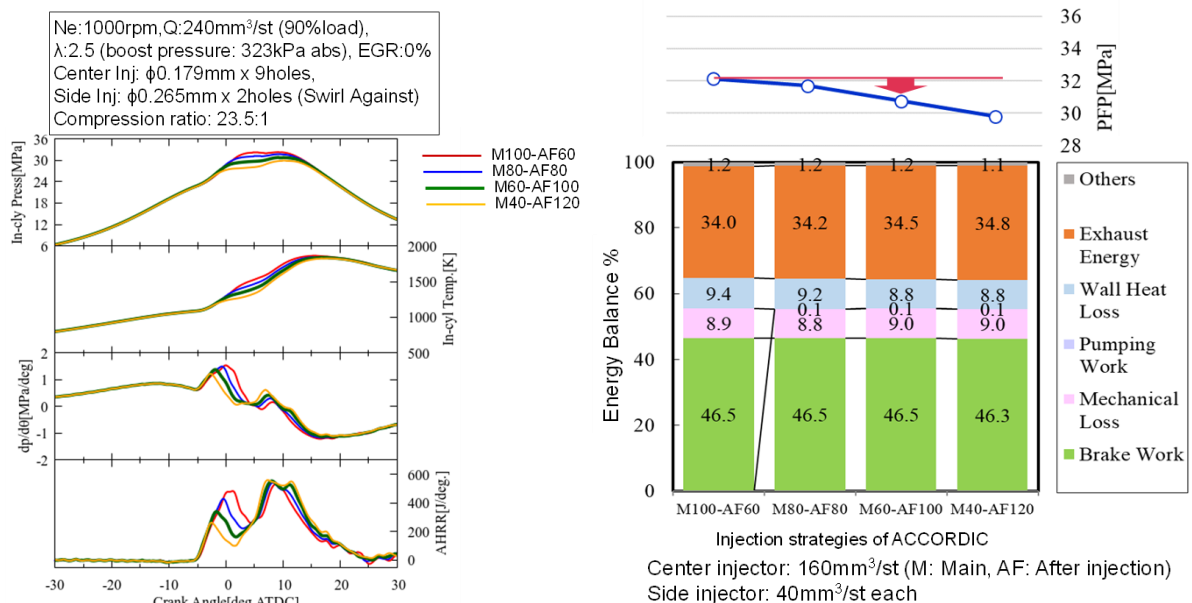 Ne:1000rpm,Q:240mm³/st (90%load),
λ:2.5 (boost pressure: 323kPa abs), EGR:0%
Center Inj: ϕ0.179mm x 9holes,
Side Inj: ϕ0.265mm x 2holes (Swirl Against)
Compression ratio: 23.5:1
In-cly Press[MPa]
36
30
24
18
12
6
M100-AF60
M80-AF80
M60-AF100
M40-AF120
2000
1500
1000
500
In-cyl Temp.[K]
dp/dθ[MPa/deg]
2
1
0
-1
-2
600
400
200
0
AHRR[J/deg.]
-30 -20 -10 0 10 20 30
Crank Angle[deg.ATDC]
36
34
32
30
28
PFP[MPa]
Energy Balance %
100
80
60
40
20
0
1.2 1.2 1.2 1.1
34.0 34.2 34.5 34.8
9.4 9.2 8.8 8.8
0.1 0.1 0.1
8.9 8.8 9.0 9.0
46.5 46.5 46.5 46.3
M100-AF60 M80-AF80 M60-AF100 M40-AF120
Others
Exhaust
Energy
Wall Heat
Loss
Pumping
Work
Mechanical
Loss
Brake Work
Injection strategies of ACCORDIC
Center injector: 160mm³/st (M: Main, AF: After injection)
Side injector: 40mm³/st each